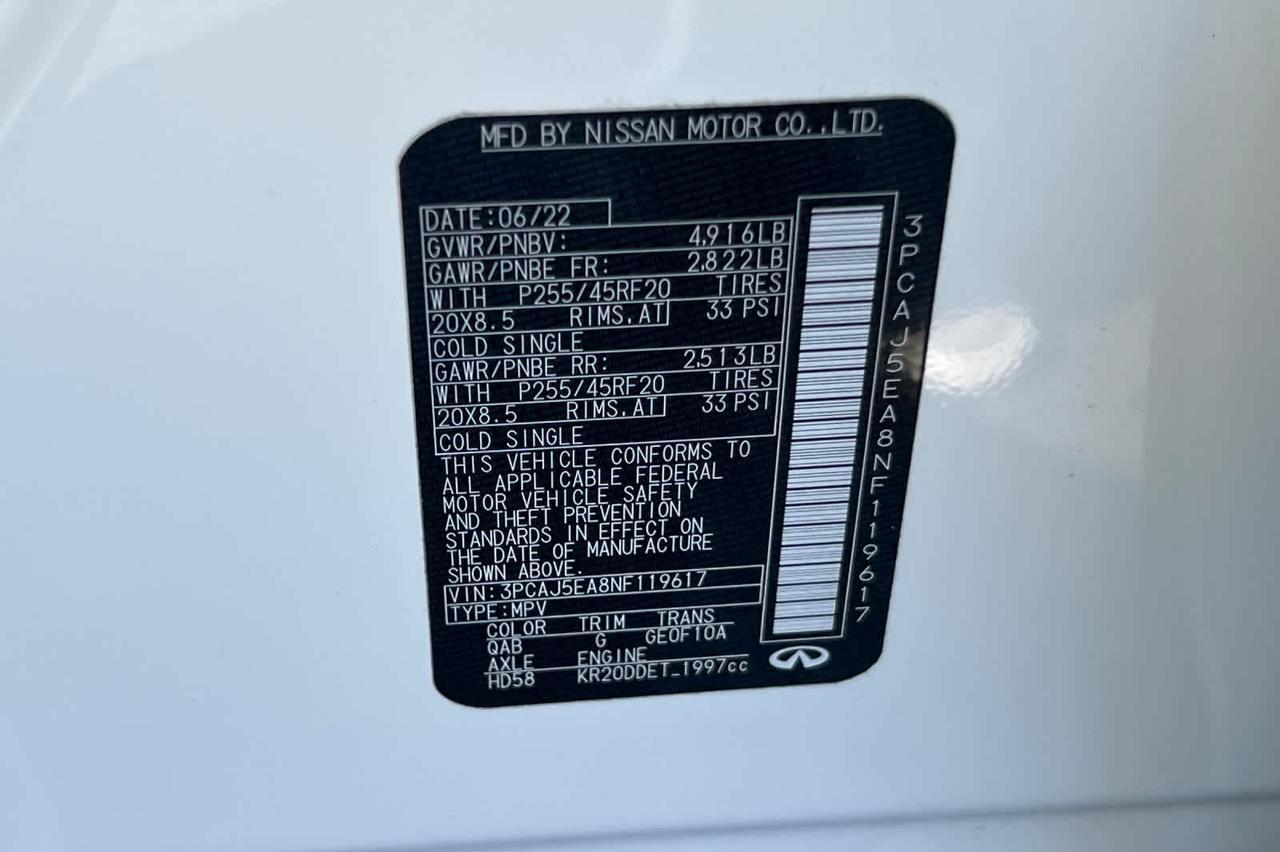 MFD BY NISSAN MOTOR CO.,LTD.
DATE:06/22
GVWR/PNBV: 4,916LB
GAWR/PNBE FR: 2,822LB
WITH P255/45RF20 TIRES
20X8.5 RIMS,AT 33 PSI
COLD SINGLE
GAWR/PNBE RR: 2,513LB
WITH P255/45RF20 TIRES
20X8.5 RIMS,AT 33 PSI
COLD SINGLE
THIS VEHICLE CONFORMS TO
ALL APPLICABLE FEDERAL
MOTOR VEHICLE SAFETY
AND THEFT PREVENTION
STANDARDS IN EFFECT ON
THE DATE OF MANUFACTURE
SHOWN ABOVE.
VIN:3PCAJ5EA8NF119617
TYPE:MPV
COLOR TRIM TRANS
QAB G GE0F10A
AXLE ENGINE
HD58 KR20DDET_1997cc
3PCAJ5EA8NF119617